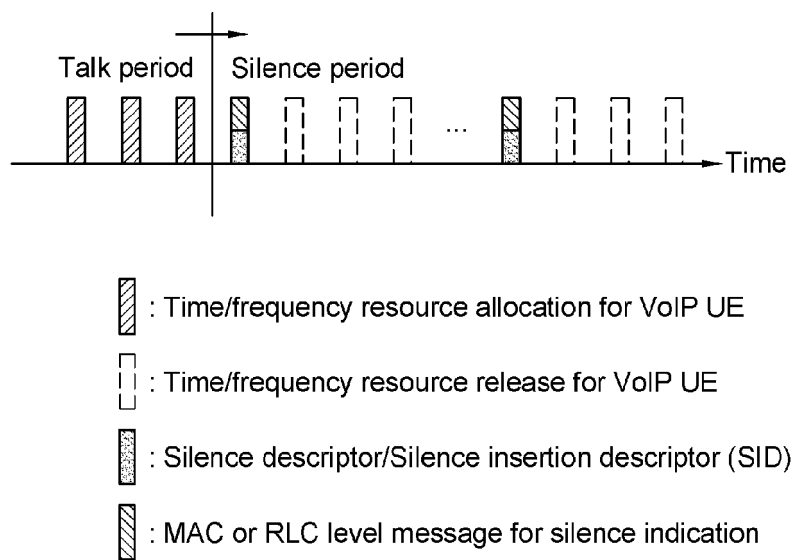 Talk period
Silence period
...
Time
: Time/frequency resource allocation for VoIP UE
: Time/frequency resource release for VoIP UE
: Silence descriptor/Silence insertion descriptor (SID)
: MAC or RLC level message for silence indication